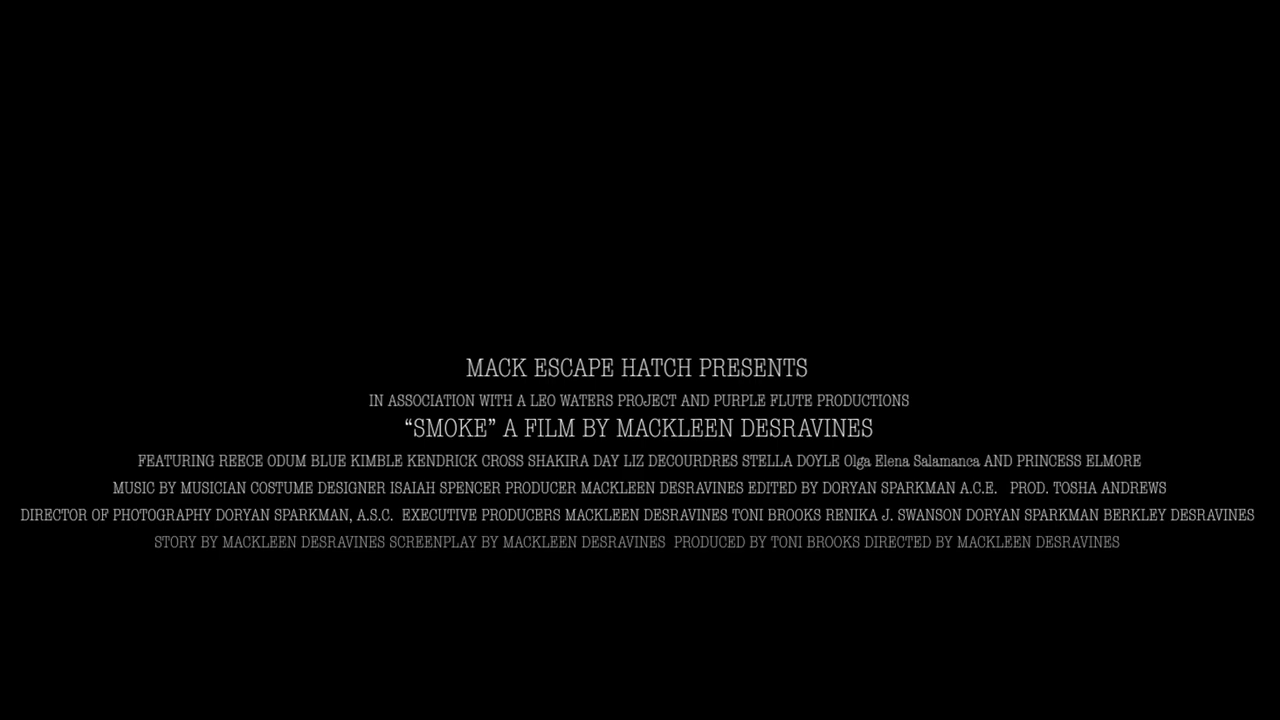 MACK ESCAPE HATCH PRESENTS
IN ASSOCIATION WITH A LEO WATERS PROJECT AND PURPLE FLUTE PRODUCTIONS
“SMOKE” A FILM BY MACKLEEN DESRAVINES
FEATURING REECE ODUM BLUE KIMBLE KENDRICK CROSS SHAKIRA DAY LIZ DECOURDRES STELLA DOYLE Olga Elena Salamanca AND PRINCESS ELMORE
MUSIC BY MUSICIAN COSTUME DESIGNER ISAIAH SPENCER PRODUCER MACKLEEN DESRAVINES EDITED BY DORYAN SPARKMAN A.C.E. PROD. TOSHA ANDREWS
DIRECTOR OF PHOTOGRAPHY DORYAN SPARKMAN, A.S.C. EXECUTIVE PRODUCERS MACKLEEN DESRAVINES TONI BROOKS RENIKA J. SWANSON DORYAN SPARKMAN BERKLEY DESRAVINES
STORY BY MACKLEEN DESRAVINES SCREENPLAY BY MACKLEEN DESRAVINES PRODUCED BY TONI BROOKS DIRECTED BY MACKLEEN DESRAVINES